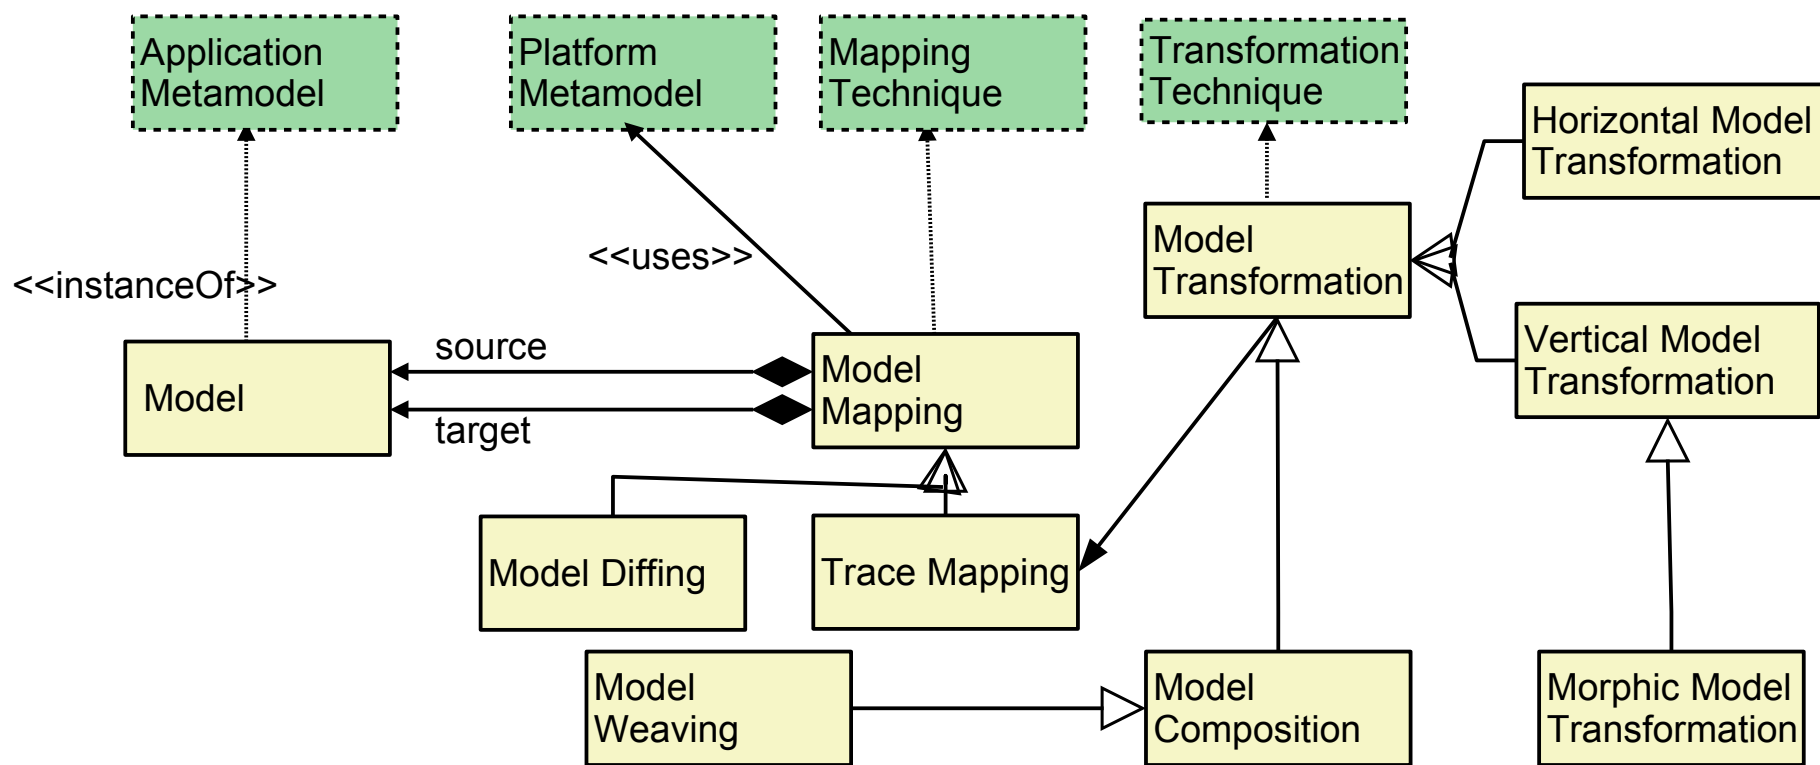 Application
Metamodel
Platform
Metamodel
Mapping
Technique
Transformation
Technique
Horizontal Model
Transformation
Model
Transformation
<<uses>>
<<instanceOf>>
source
Model
target
Model
Mapping
Vertical Model
Transformation
Model Diffing
Trace Mapping
Model
Weaving
Model
Composition
Morphic Model
Transformation